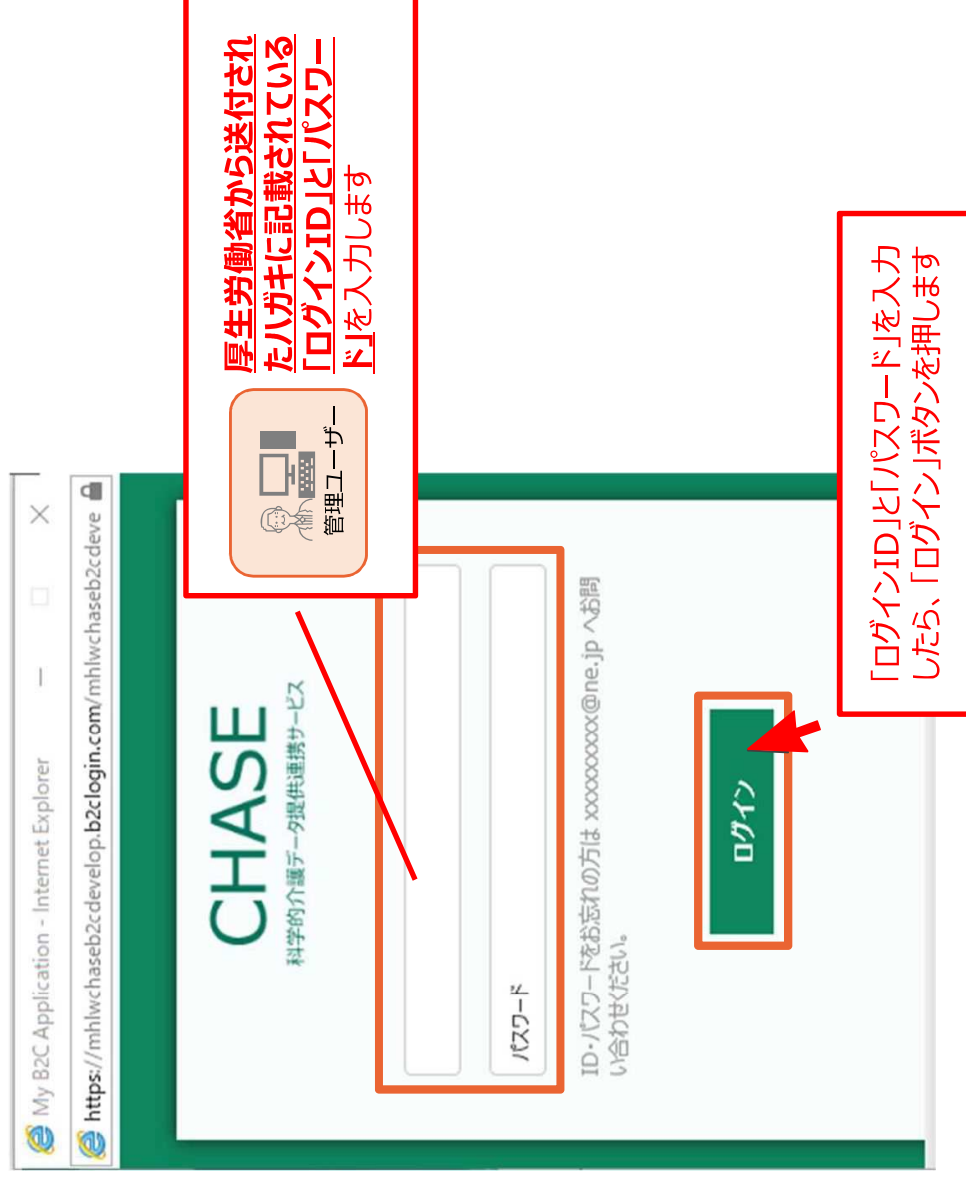 My B2C Application - Internet Explorer
https://mhlwchaseb2cdevelop.b2clogin.com/mhlwchaseb2cdeve
CHASE
科学的介護データ提供連携サービス
パスワード
ID・パスワードをお忘れの方は xxxxxxxxx@ne.jp へお問
い合わせください。
ログイン
管理ユーザー
厚生労働省から送付され
たハガキに記載されている
「ログインID」と「パスワー
ド」を入力します
「ログインID」と「パスワード」を入力
したら、「ログイン」ボタンを押します